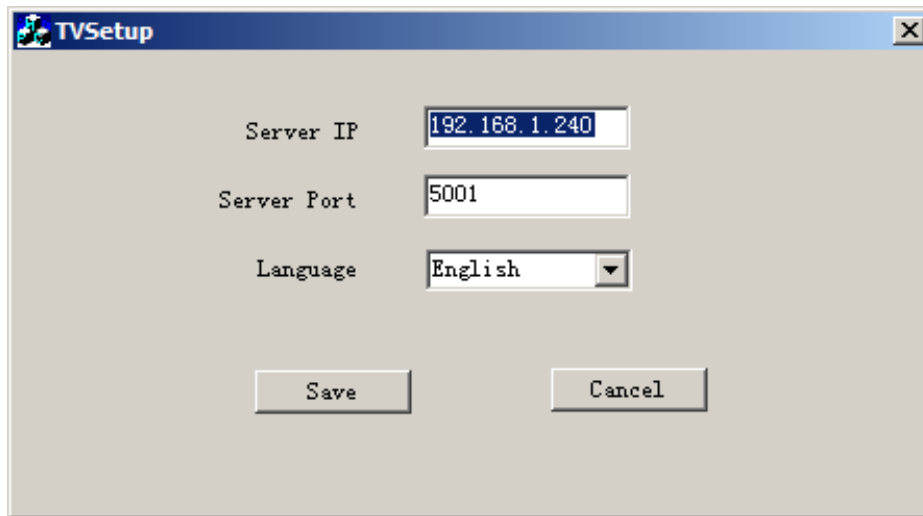 TVSetup
Server IP 192.168.1.240
Server Port 5001
Language English
Save Cancel